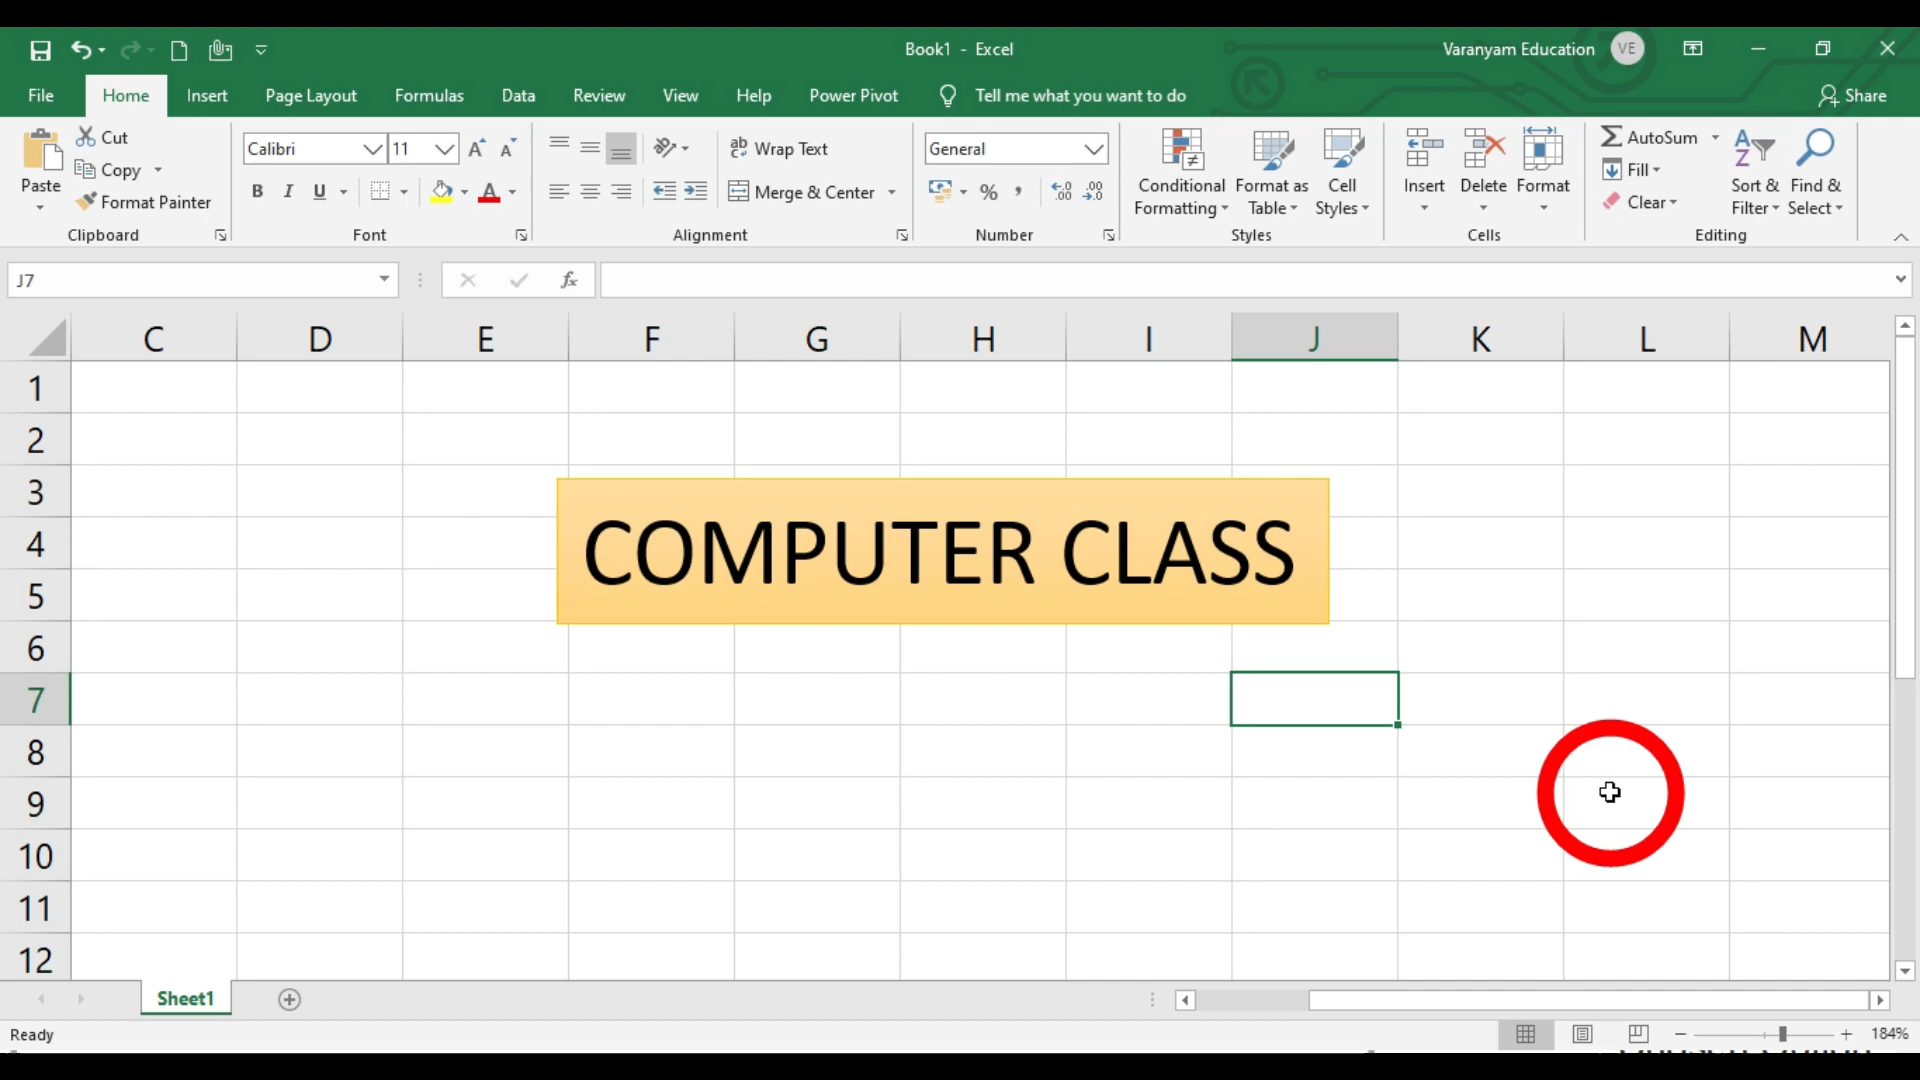 Book1 - Excel
Varanyam Education VE
File Home Insert Page Layout Formulas Data Review View Help Power Pivot Tell me what you want to do Share
Paste
Cut
Copy
Format Painter
Clipboard
Calibri 11
B I U A
Font
Wrap Text
Merge & Center
Alignment
General
% ,
Number
Conditional Formatting
Format as Table
Cell Styles
Styles
Insert
Delete
Format
Cells
AutoSum
Fill
Clear
Sort & Filter
Find & Select
Editing
J7
fx
C D E F G H I J K L M
1
2
3
4
5
6
7
8
9
10
11
12
COMPUTER CLASS
Sheet1
Ready
184%